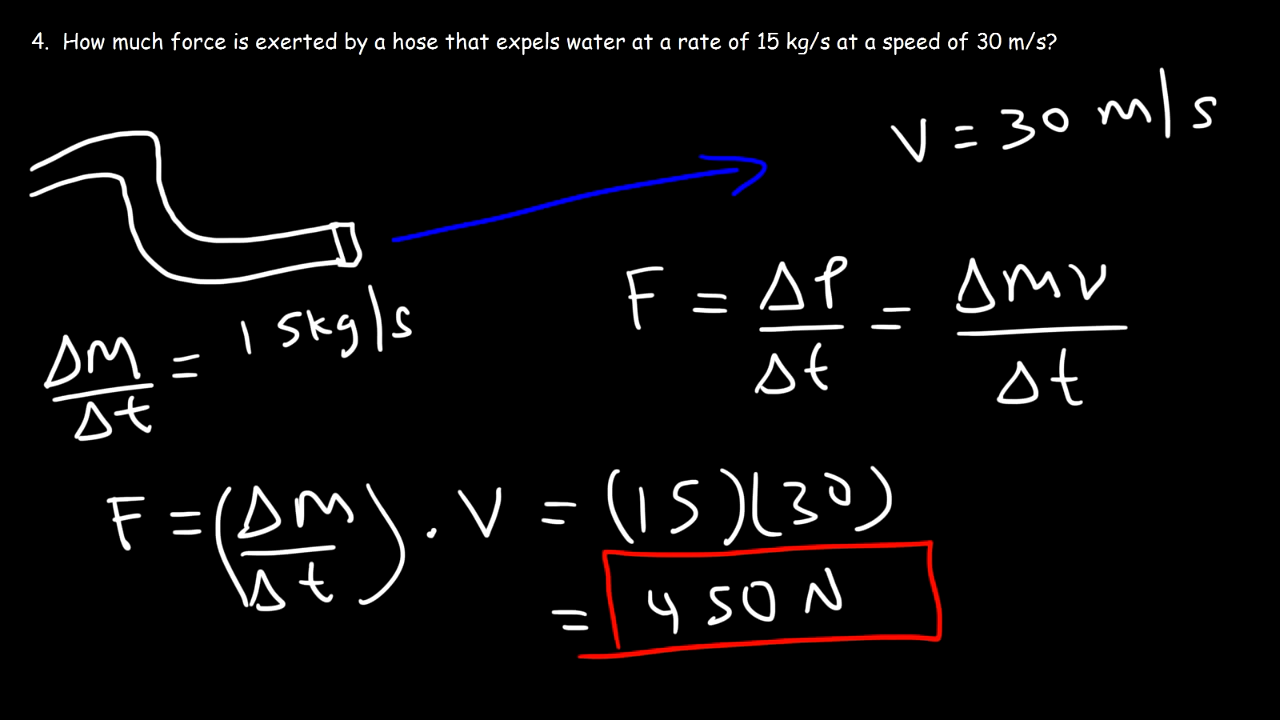 4. How much force is exerted by a hose that expels water at a rate of 15 kg/s at a speed of 30 m/s?
V = 30 m/s
ΔM/Δt = 15kg/s
F = ΔP/Δt = Δmv/Δt
F = (ΔM/Δt) · V = (15)(30)
= 450 N